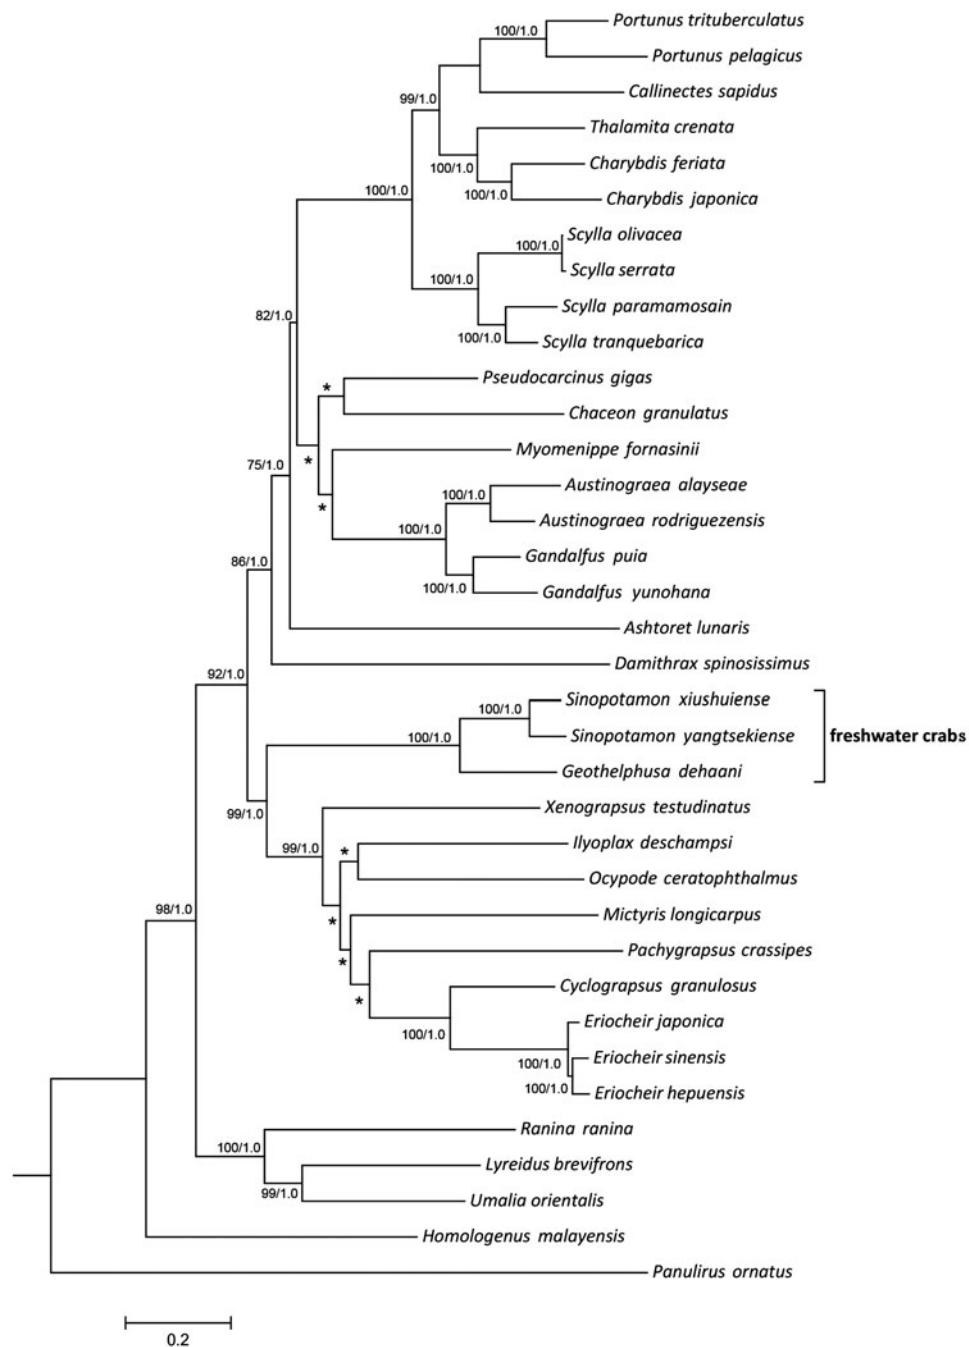 100/1.0 Portunus trituberculatus
Portunus pelagicus
Callinectes sapidus
99/1.0
Thalamita crenata
100/1.0 Charybdis feriata
100/1.0 Charybdis japonica
100/1.0
Scylla olivacea
100/1.0
Scylla serrata
100/1.0
Scylla paramamosain
100/1.0 Scylla tranquebarica
82/1.0
Pseudocarcinus gigas
*
Chaceon granulatus
Myomenippe fornasinii
*
75/1.0
Austinograea alayseae
100/1.0
*
Austinograea rodriguezensis
100/1.0
Gandalfus puia
86/1.0
100/1.0 Gandalfus yunohana
Ashtoret lunaris
Damithrax spinosissimus
92/1.0
Sinopotamon xiushuiense
100/1.0
Sinopotamon yangtsekiense freshwater crabs
100/1.0
Geothelphusa dehaani
Xenograpsus testudinatus
99/1.0
Ilyoplax deschampsi
99/1.0 *
Ocypode ceratophthalmus
98/1.0
Mictyris longicarpus
*
Pachygrapsus crassipes
*
Cyclograpsus granulosus
*
Eriocheir japonica
100/1.0
Eriocheir sinensis
100/1.0
100/1.0 Eriocheir hepuensis
Ranina ranina
100/1.0
Lyreidus brevifrons
99/1.0 Umalia orientalis
Homologenus malayensis
Panulirus ornatus
0.2